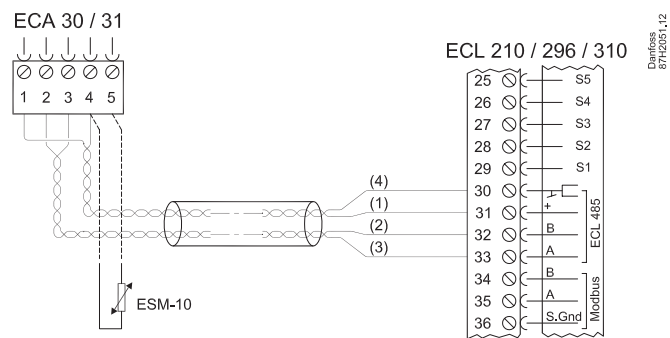 ECA 30 / 31
1 2 3 4 5
ESM-10
(4)
(1)
(2)
(3)
ECL 210 / 296 / 310
25 S5
26 S4
27 S3
28 S2
29 S1
30
31 +
32 B
33 A
ECL 485
34 B
35 A
36 S.Gnd
Modbus
Danfoss
87H2051.12